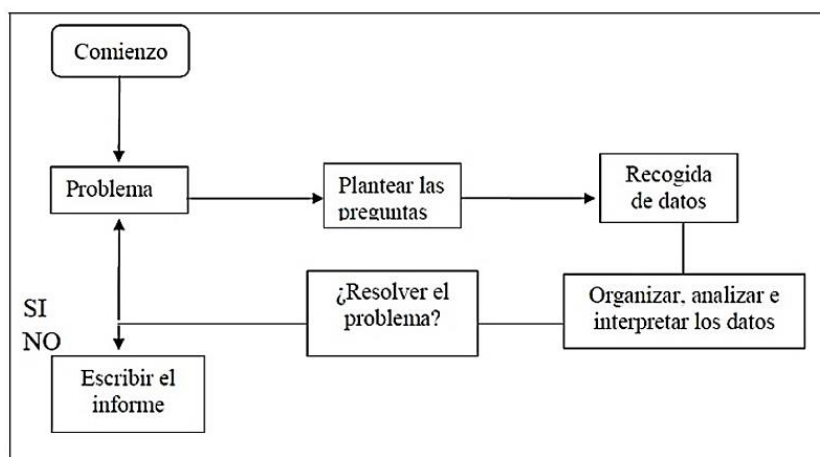 Comienzo
Problema
Plantear las
preguntas
Recogida
de datos
Organizar, analizar e
interpretar los datos
¿Resolver el
problema?
SI
NO
Escribir el
informe